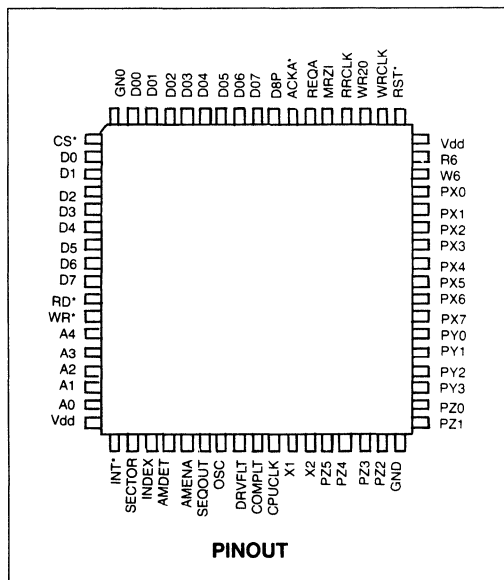 GN0
D00
D01
D02
D03
D04
D05
D06
D07
D8P
ACKA*
REQA
MRZI
RRCLK
WR20
WRCLK
RST*
CS*
D0
D1
D2
D3
D4
D5
D6
D7
RD*
WR*
A4
A3
A2
A1
A0
Vdd
Vdd
R6
W6
PX0
PX1
PX2
PX3
PX4
PX5
PX6
PX7
PY0
PY1
PY2
PY3
PZ0
PZ1
INT*
SECTOR
INDEX
AMDET
AMENA
SEQOUT
OSC
DRVFLT
COMPLT
CPUCLK
X1
X2
PZ5
PZ4
PZ3
PZ2
GND
PINOUT